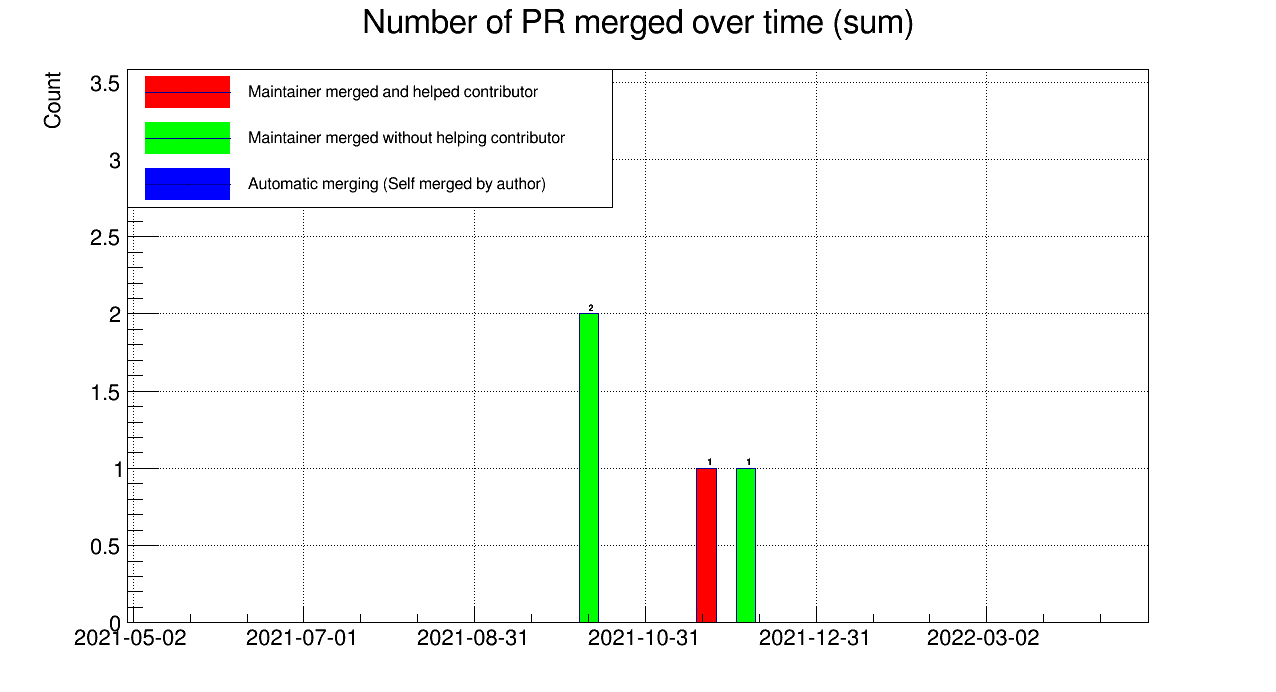 Number of PR merged over time (sum)
Count
3.5
3
2.5
2
1.5
1
0.5
0
Maintainer merged and helped contributor
Maintainer merged without helping contributor
Automatic merging (Self merged by author)
2
1
1
2021-05-02 2021-07-01 2021-08-31 2021-10-31 2021-12-31 2022-03-02